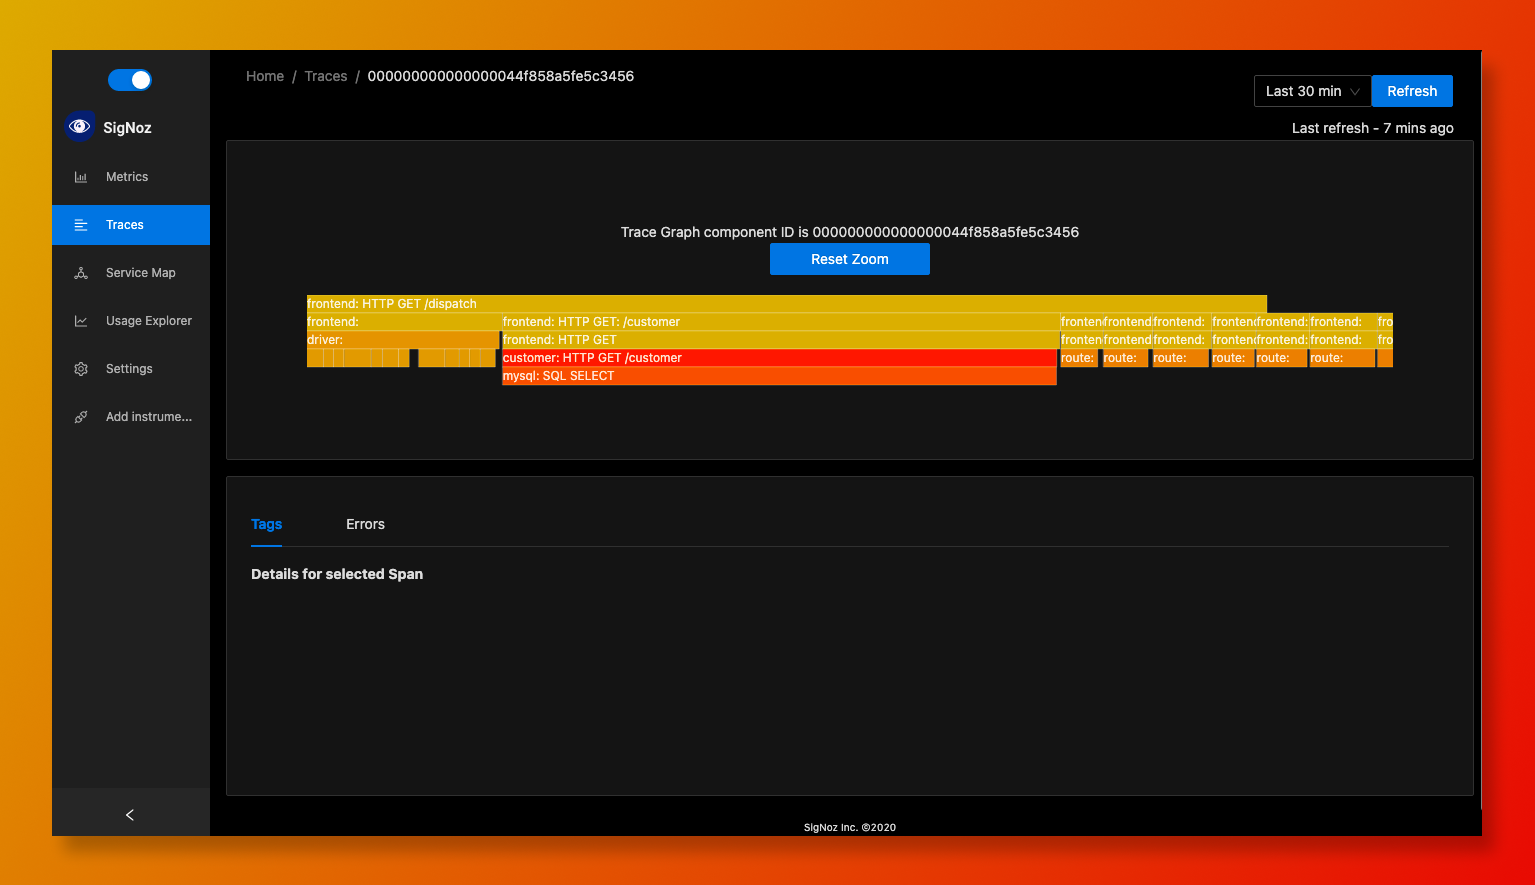 Home / Traces / 000000000000000044f858a5fe5c3456
Last 30 min
Refresh
Last refresh - 7 mins ago
SigNoz
Metrics
Traces
Service Map
Usage Explorer
Settings
Add instrume...
Trace Graph component ID is 000000000000000044f858a5fe5c3456
Reset Zoom
frontend: HTTP GET /dispatch
frontend: frontend: HTTP GET: /customer fronten frontend frontend: fronten frontend: frontend: fro
driver: frontend: HTTP GET fronten frontend frontend: fronten frontend: frontend: fro
customer: HTTP GET /customer route: route: route: route: route: route:
mysql: SQL SELECT
Tags Errors
Details for selected Span
SigNoz Inc. ©2020